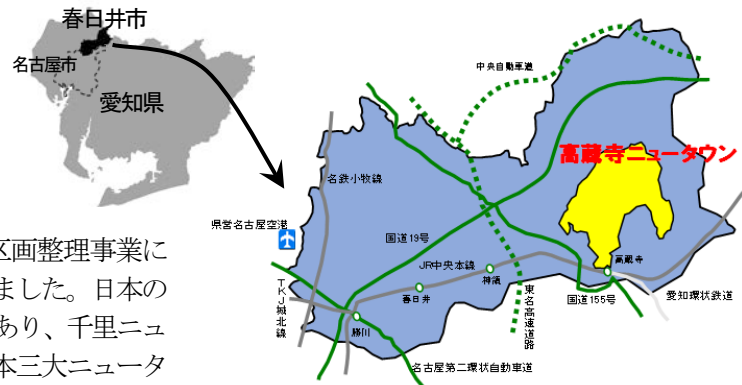 春日井市
名古屋市
愛知県
中央自動車道
高蔵寺ニュータウン
名鉄小牧線
県営名古屋空港
国道19号
JR中央本線
高蔵寺
神領
春日井
勝川
TKJ城北線
東名高速道路
国道155号
愛知環状鉄道
名古屋第二環状自動車道
区画整理事業に
ました。日本の
あり、千里ニュ
本三大ニュータ